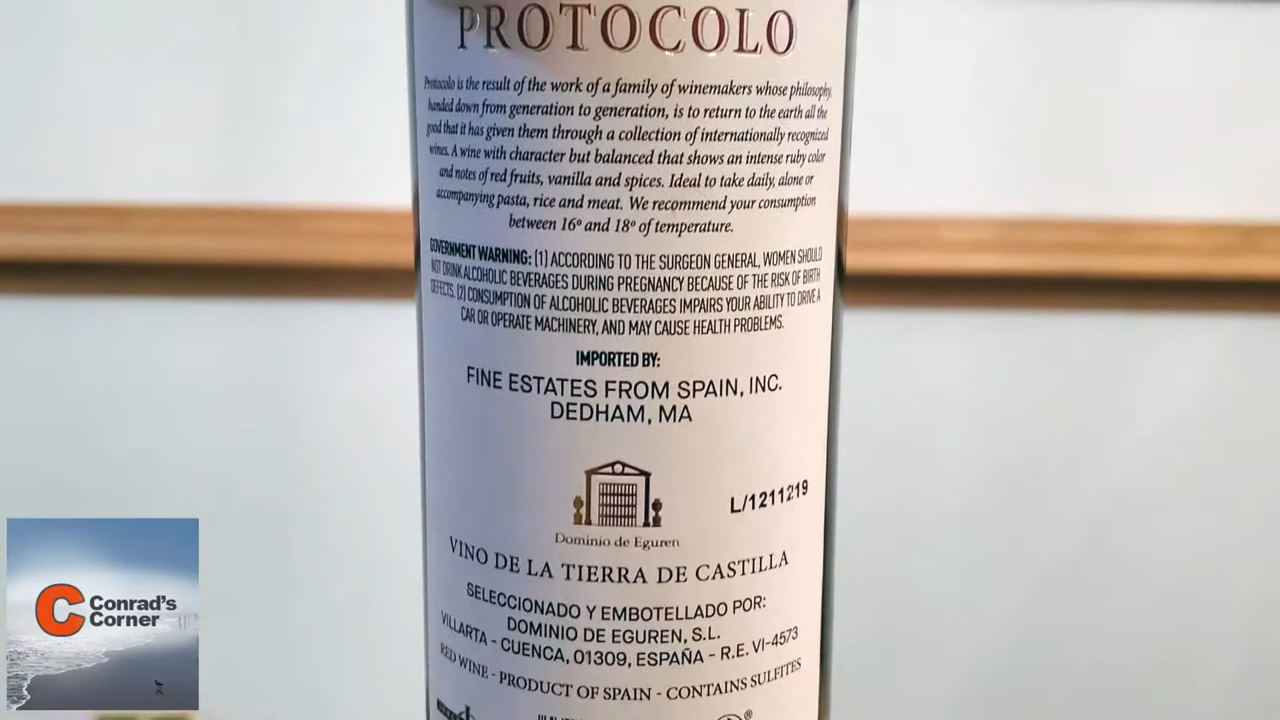 PROTOCOLO
Protocolo is the result of the work of a family of winemakers whose philosophy,
handed down from generation to generation, is to return to the earth all the
good that it has given them through a collection of internationally recognized
wines. A wine with character but balanced that shows an intense ruby color
and notes of red fruits, vanilla and spices. Ideal to take daily, alone or
accompanying pasta, rice and meat. We recommend your consumption
between 16º and 18º of temperature.
GOVERNMENT WARNING: (1) ACCORDING TO THE SURGEON GENERAL, WOMEN SHOULD
NOT DRINK ALCOHOLIC BEVERAGES DURING PREGNANCY BECAUSE OF THE RISK OF BIRTH
DEFECTS. (2) CONSUMPTION OF ALCOHOLIC BEVERAGES IMPAIRS YOUR ABILITY TO DRIVE A
CAR OR OPERATE MACHINERY, AND MAY CAUSE HEALTH PROBLEMS.
IMPORTED BY:
FINE ESTATES FROM SPAIN, INC.
DEDHAM, MA
L/1211219
Dominio de Eguren
VINO DE LA TIERRA DE CASTILLA
SELECCIONADO Y EMBOTELLADO POR:
DOMINIO DE EGUREN, S.L.
VILLARTA - CUENCA, 01309, ESPAÑA - R.E. VI-4573
RED WINE - PRODUCT OF SPAIN - CONTAINS SULFITES
®
C Conrad's
Corner